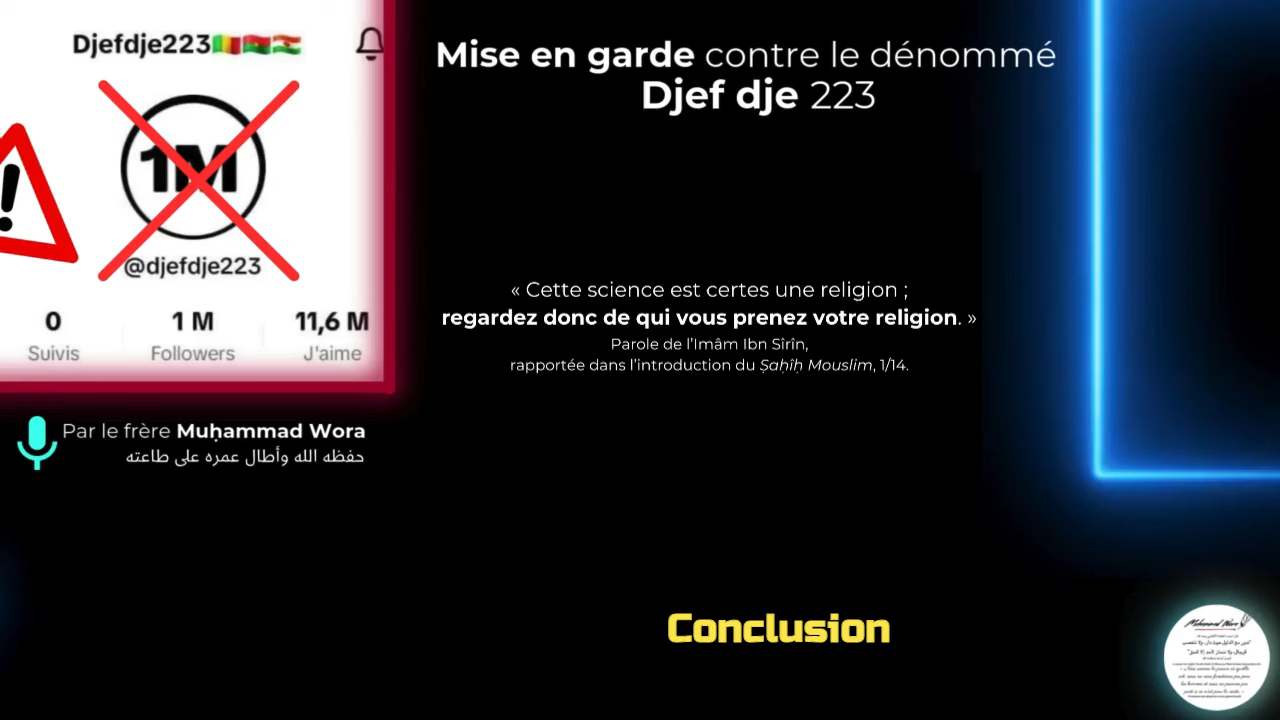 Djefdje223🇲🇱🇧🇫🇳🇪
1M
@djefdje223
0 1 M 11,6 M
Suivis Followers J'aime
Mise en garde contre le dénommé
Djef dje 223
« Cette science est certes une religion ;
regardez donc de qui vous prenez votre religion. »
Parole de l'Imâm Ibn Sîrîn,
rapportée dans l'introduction du Ṣaḥîḥ Mouslim, 1/14.
Par le frère Muḥammad Wora
حفظه الله وأطال عمره على طاعته
Conclusion